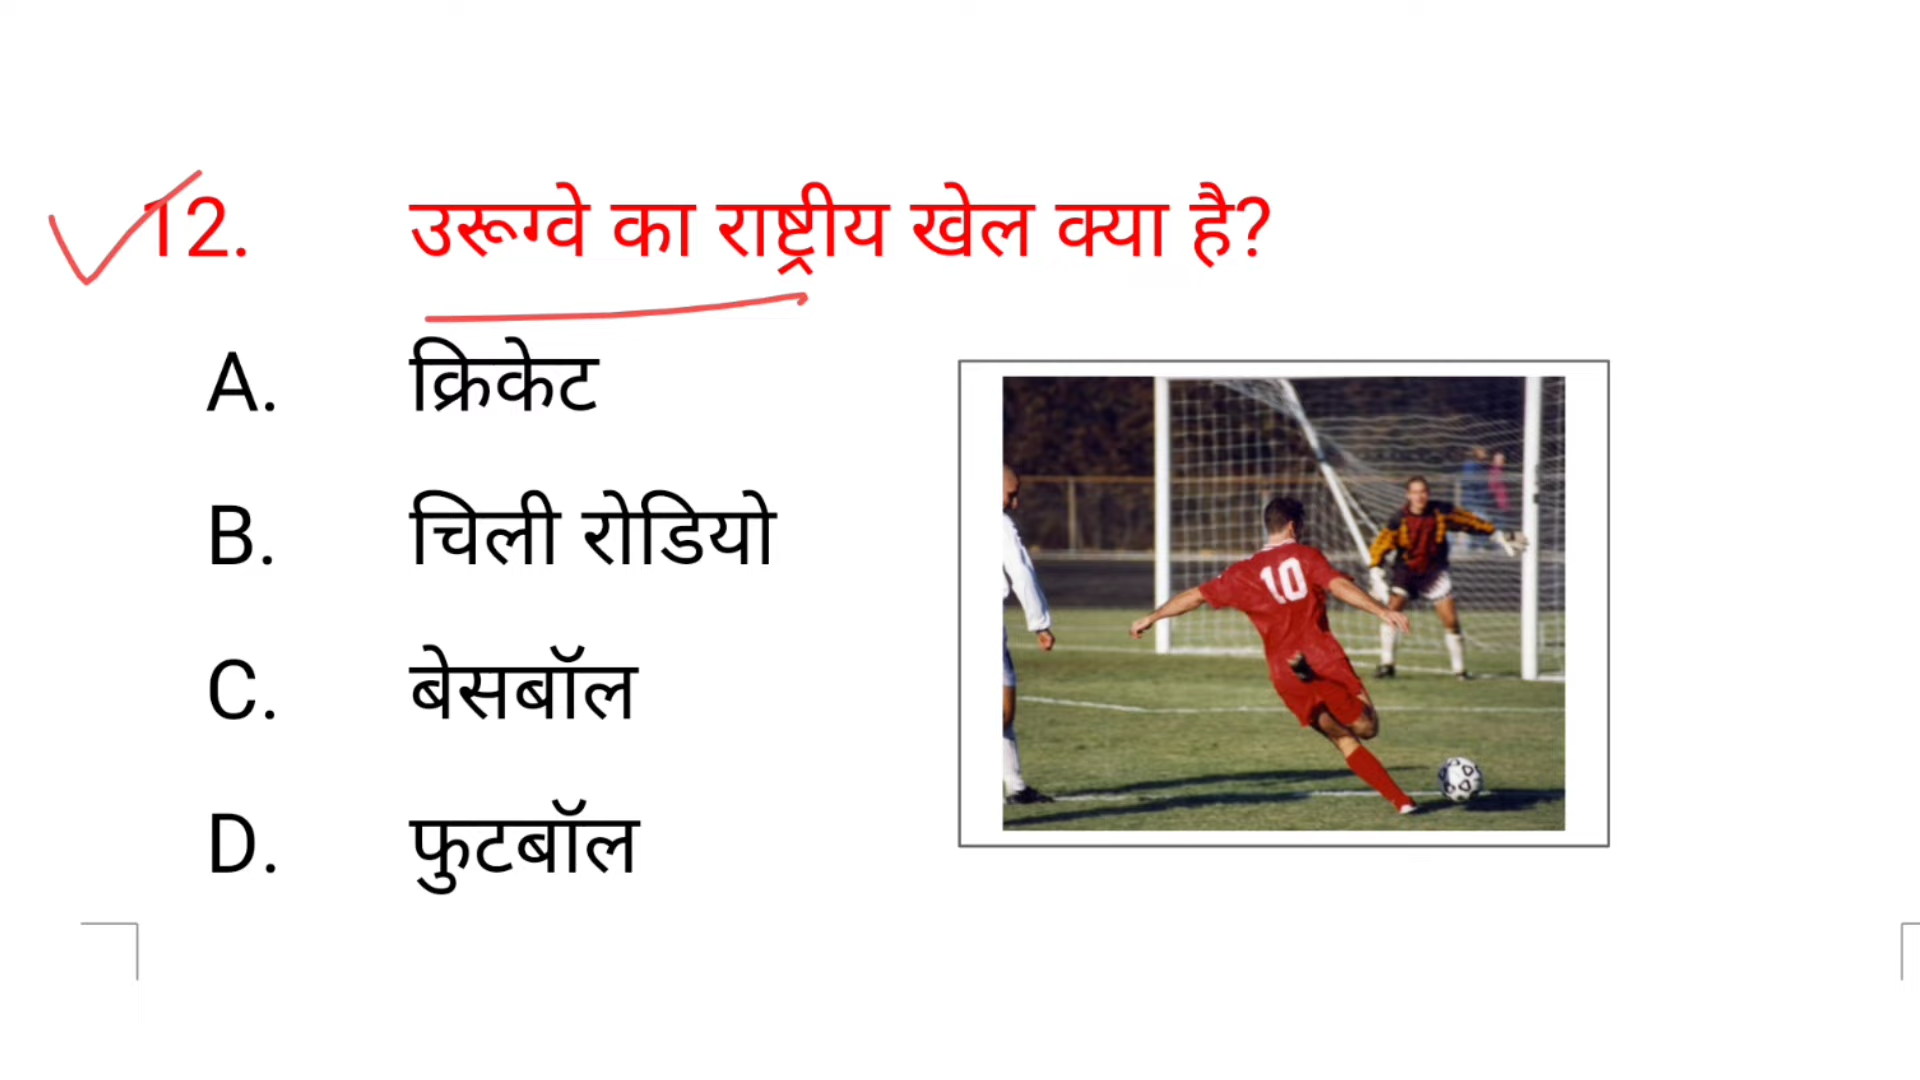 12. उरूग्वे का राष्ट्रीय खेल क्या है?
A. क्रिकेट
B. चिली रोडियो
C. बेसबॉल
D. फुटबॉल
10